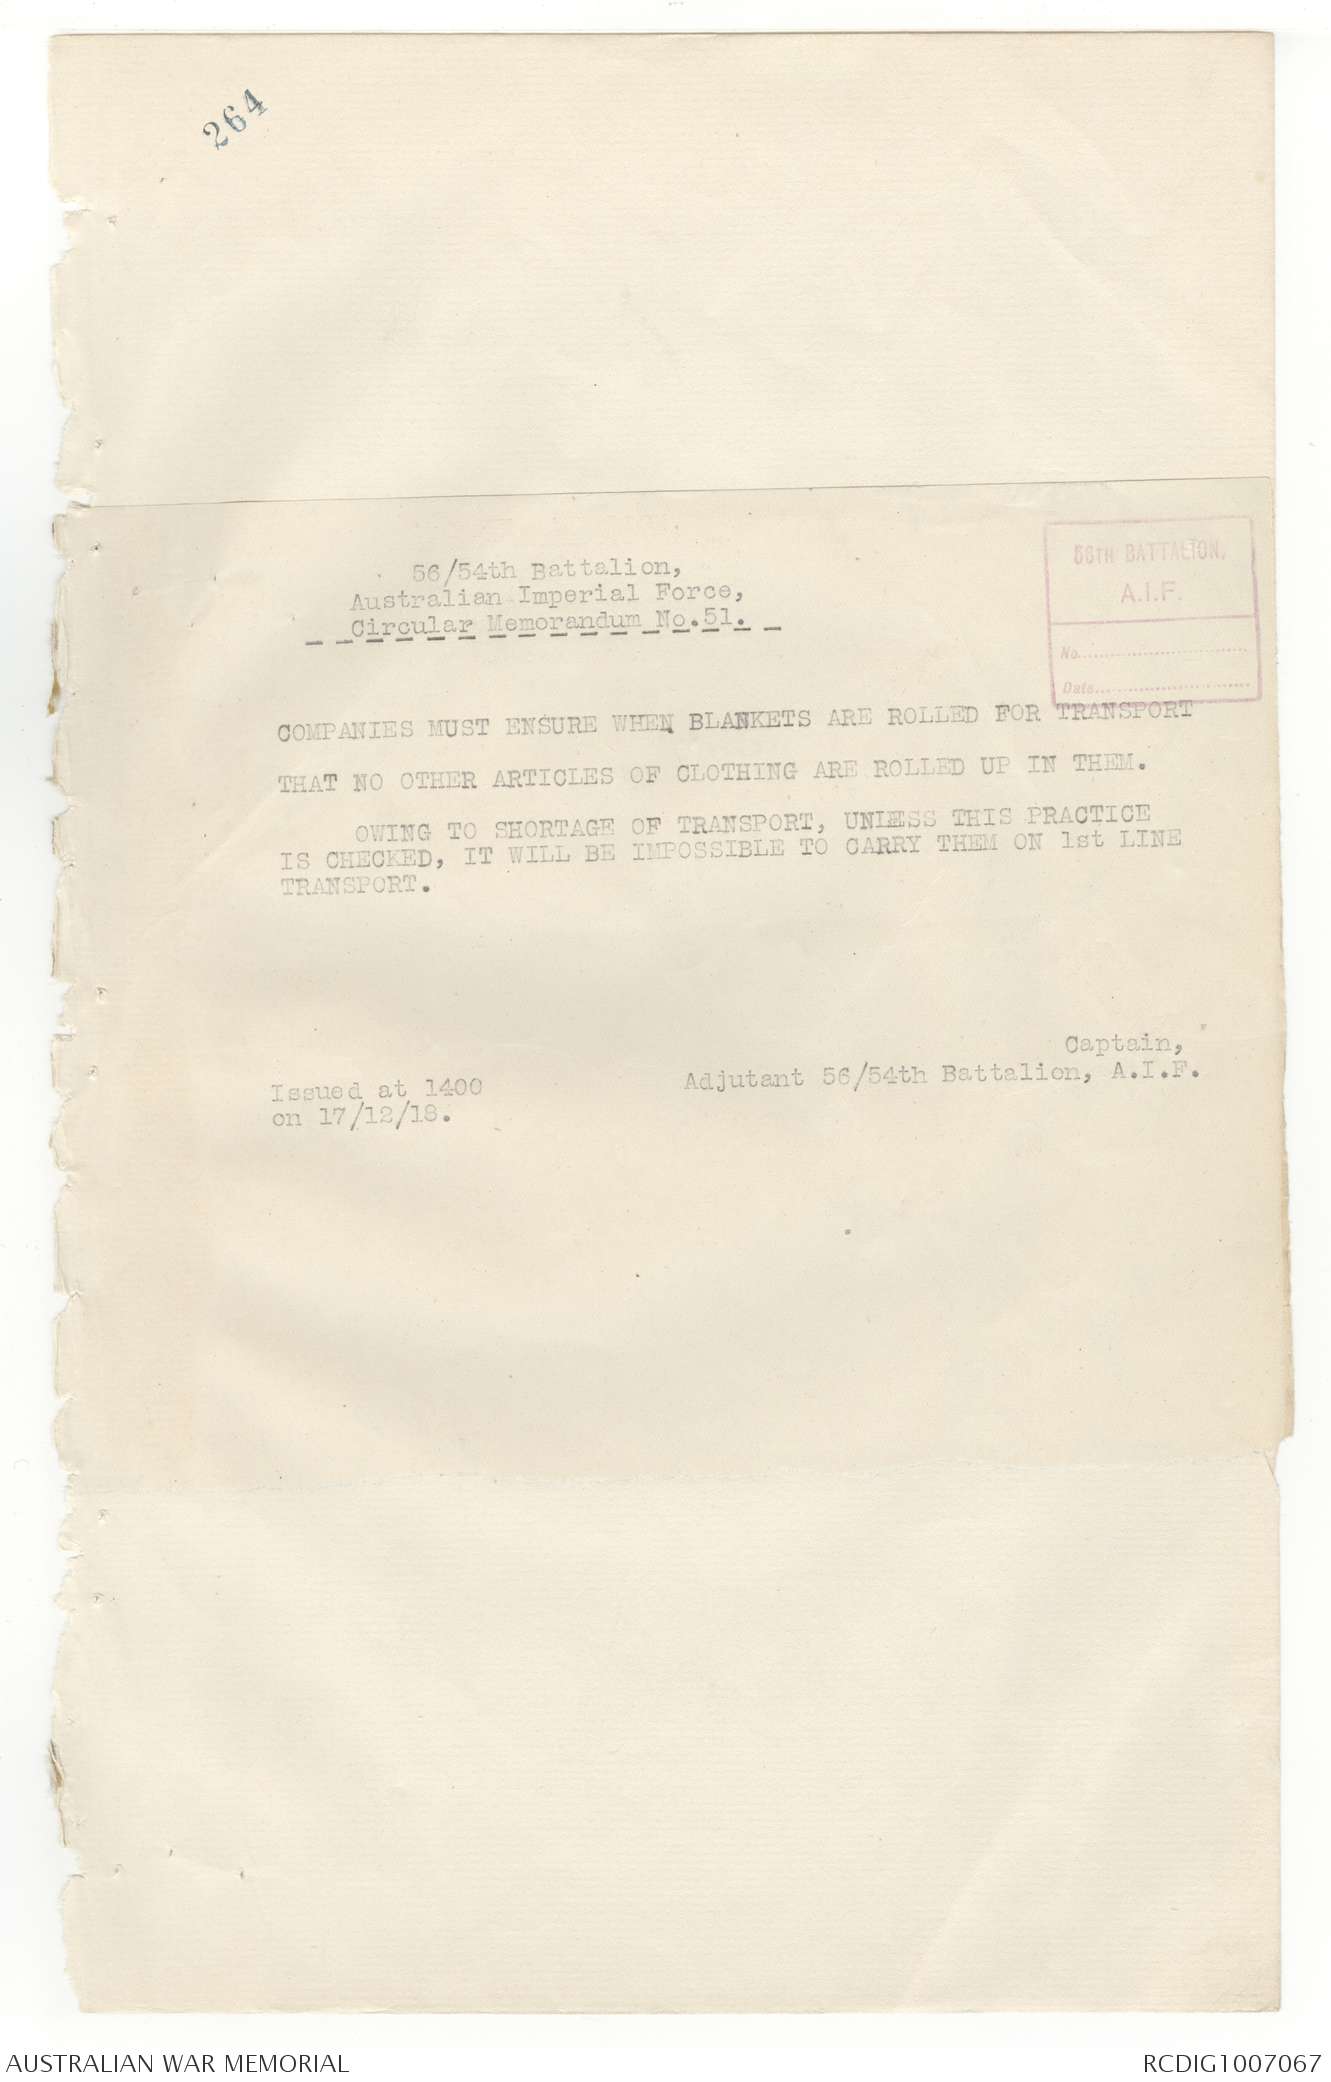 264
56/54th Battalion,
Australian Imperial Force,
Circular Memorandum No.51.
56TH BATTALION,
A.I.F.
No.
Date
COMPANIES MUST ENSURE WHEN BLANKETS ARE ROLLED FOR TRANSPORT
THAT NO OTHER ARTICLES OF CLOTHING ARE ROLLED UP IN THEM.
OWING TO SHORTAGE OF TRANSPORT, UNLESS THIS PRACTICE
IS CHECKED, IT WILL BE IMPOSSIBLE TO CARRY THEM ON 1st LINE
TRANSPORT.
Captain,
Adjutant 56/54th Battalion, A.I.F.
Issued at 1400
on 17/12/18.
AUSTRALIAN WAR MEMORIAL
RCDIG1007067